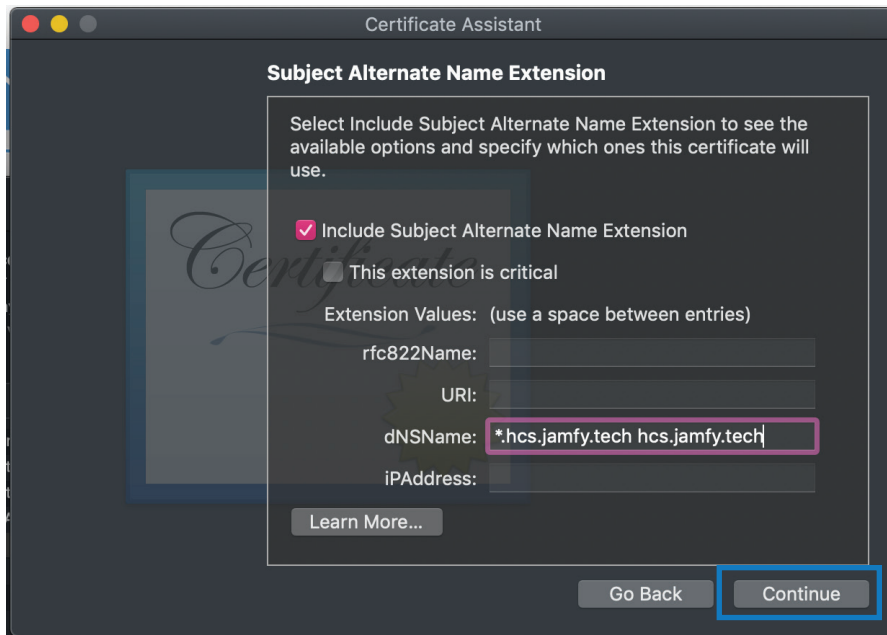 Certificate Assistant
Subject Alternate Name Extension
Select Include Subject Alternate Name Extension to see the
available options and specify which ones this certificate will
use.
Include Subject Alternate Name Extension
Certificate
This extension is critical
Extension Values: (use a space between entries)
rfc822Name:
URI:
dNSName: *.hcs.jamfy.tech hcs.jamfy.tech
iPAddress:
Learn More...
Go Back Continue